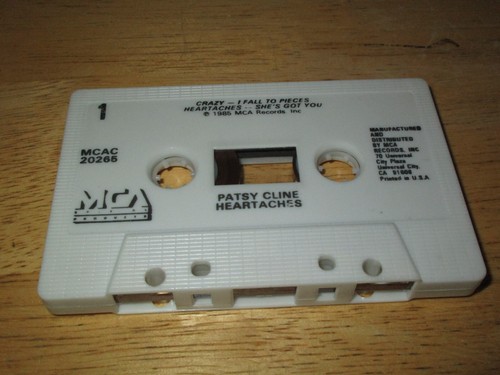 1
CRAZY — I FALL TO PIECES
HEARTACHES -- SHE'S GOT YOU
℗ 1985 MCA Records Inc
MCAC
20265
MANUFACTURED
AND
DISTRIBUTED
BY MCA
RECORDS, INC
70 Universal
City Plaza
Universal City,
CA 91608
Printed in U.S.A.
MCA
PATSY CLINE
HEARTACHES